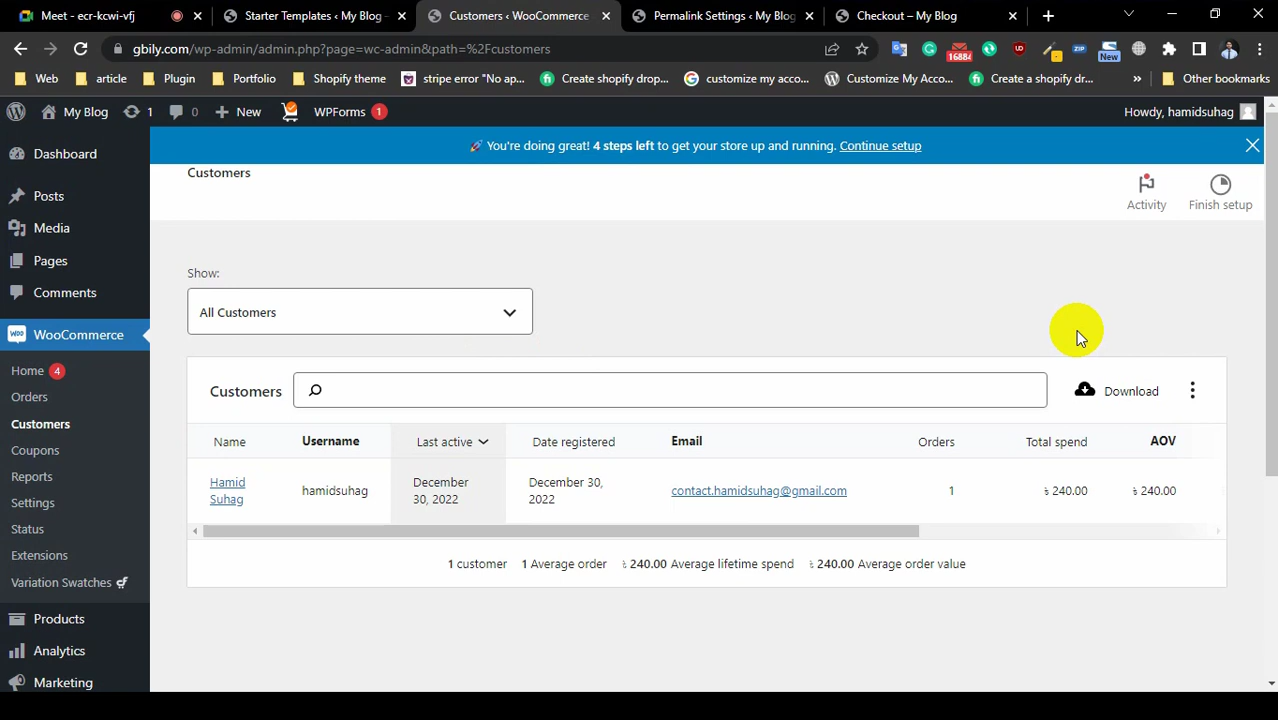 Meet - ecr-kcwi-vfj
Starter Templates ‹ My Blog -
Customers ‹ WooCommerce
Permalink Settings ‹ My Blog
Checkout – My Blog
gbily.com/wp-admin/admin.php?page=wc-admin&path=%2Fcustomers
16884
UD
ZIP
New
Web
article
Plugin
Portfolio
Shopify theme
stripe error "No ap...
Create shopify drop...
customize my acco...
Customize My Acco...
Create a shopify dr...
»
Other bookmarks
My Blog
1
0
New
WPForms
1
Howdy, hamidsuhag
Dashboard
Posts
Media
Pages
Comments
WooCommerce
Home
4
Orders
Customers
Coupons
Reports
Settings
Status
Extensions
Variation Swatches
Products
Analytics
Marketing
You're doing great! 4 steps left to get your store up and running. Continue setup
Customers
Activity
Finish setup
Show:
All Customers
Customers
Download
Name
Username
Last active
Date registered
Email
Orders
Total spend
AOV
Hamid
Suhag
hamidsuhag
December
30, 2022
December 30,
2022
contact.hamidsuhag@gmail.com
1
৳ 240.00
৳ 240.00
1 customer
1 Average order
৳ 240.00 Average lifetime spend
৳ 240.00 Average order value